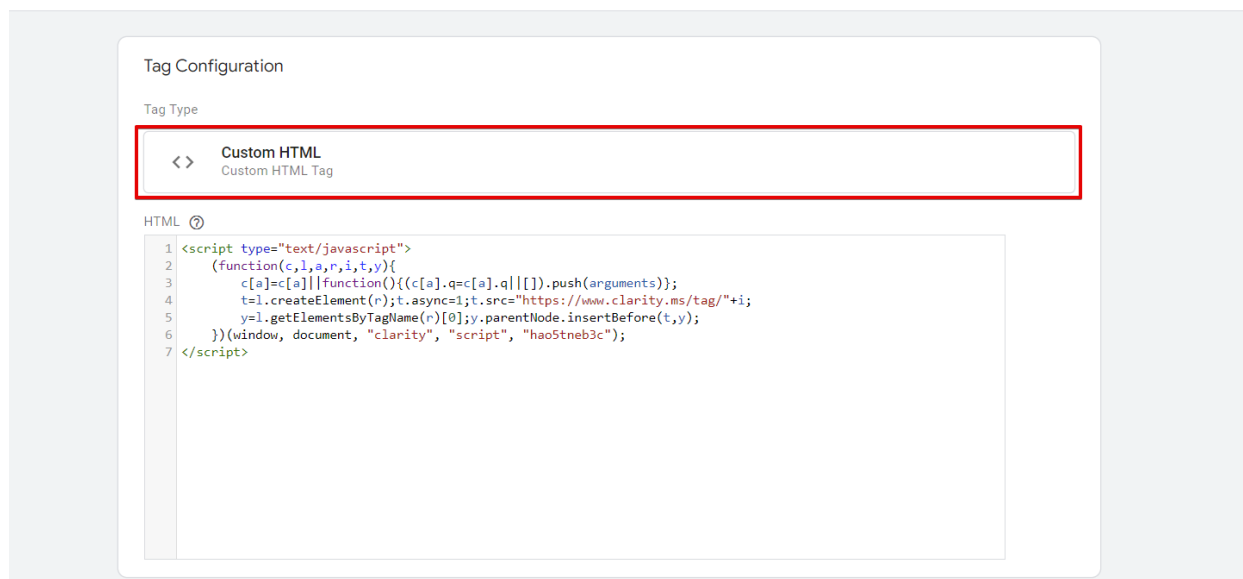 Tag Configuration
Tag Type
Custom HTML
Custom HTML Tag
HTML
1 <script type="text/javascript">
2     (function(c,l,a,r,i,t,y){
3         c[a]=c[a]||function(){(c[a].q=c[a].q||[]).push(arguments)};
4         t=l.createElement(r);t.async=1;t.src="https://www.clarity.ms/tag/"+i;
5         y=l.getElementsByTagName(r)[0];y.parentNode.insertBefore(t,y);
6     })(window, document, "clarity", "script", "hao5tneb3c");
7 </script>